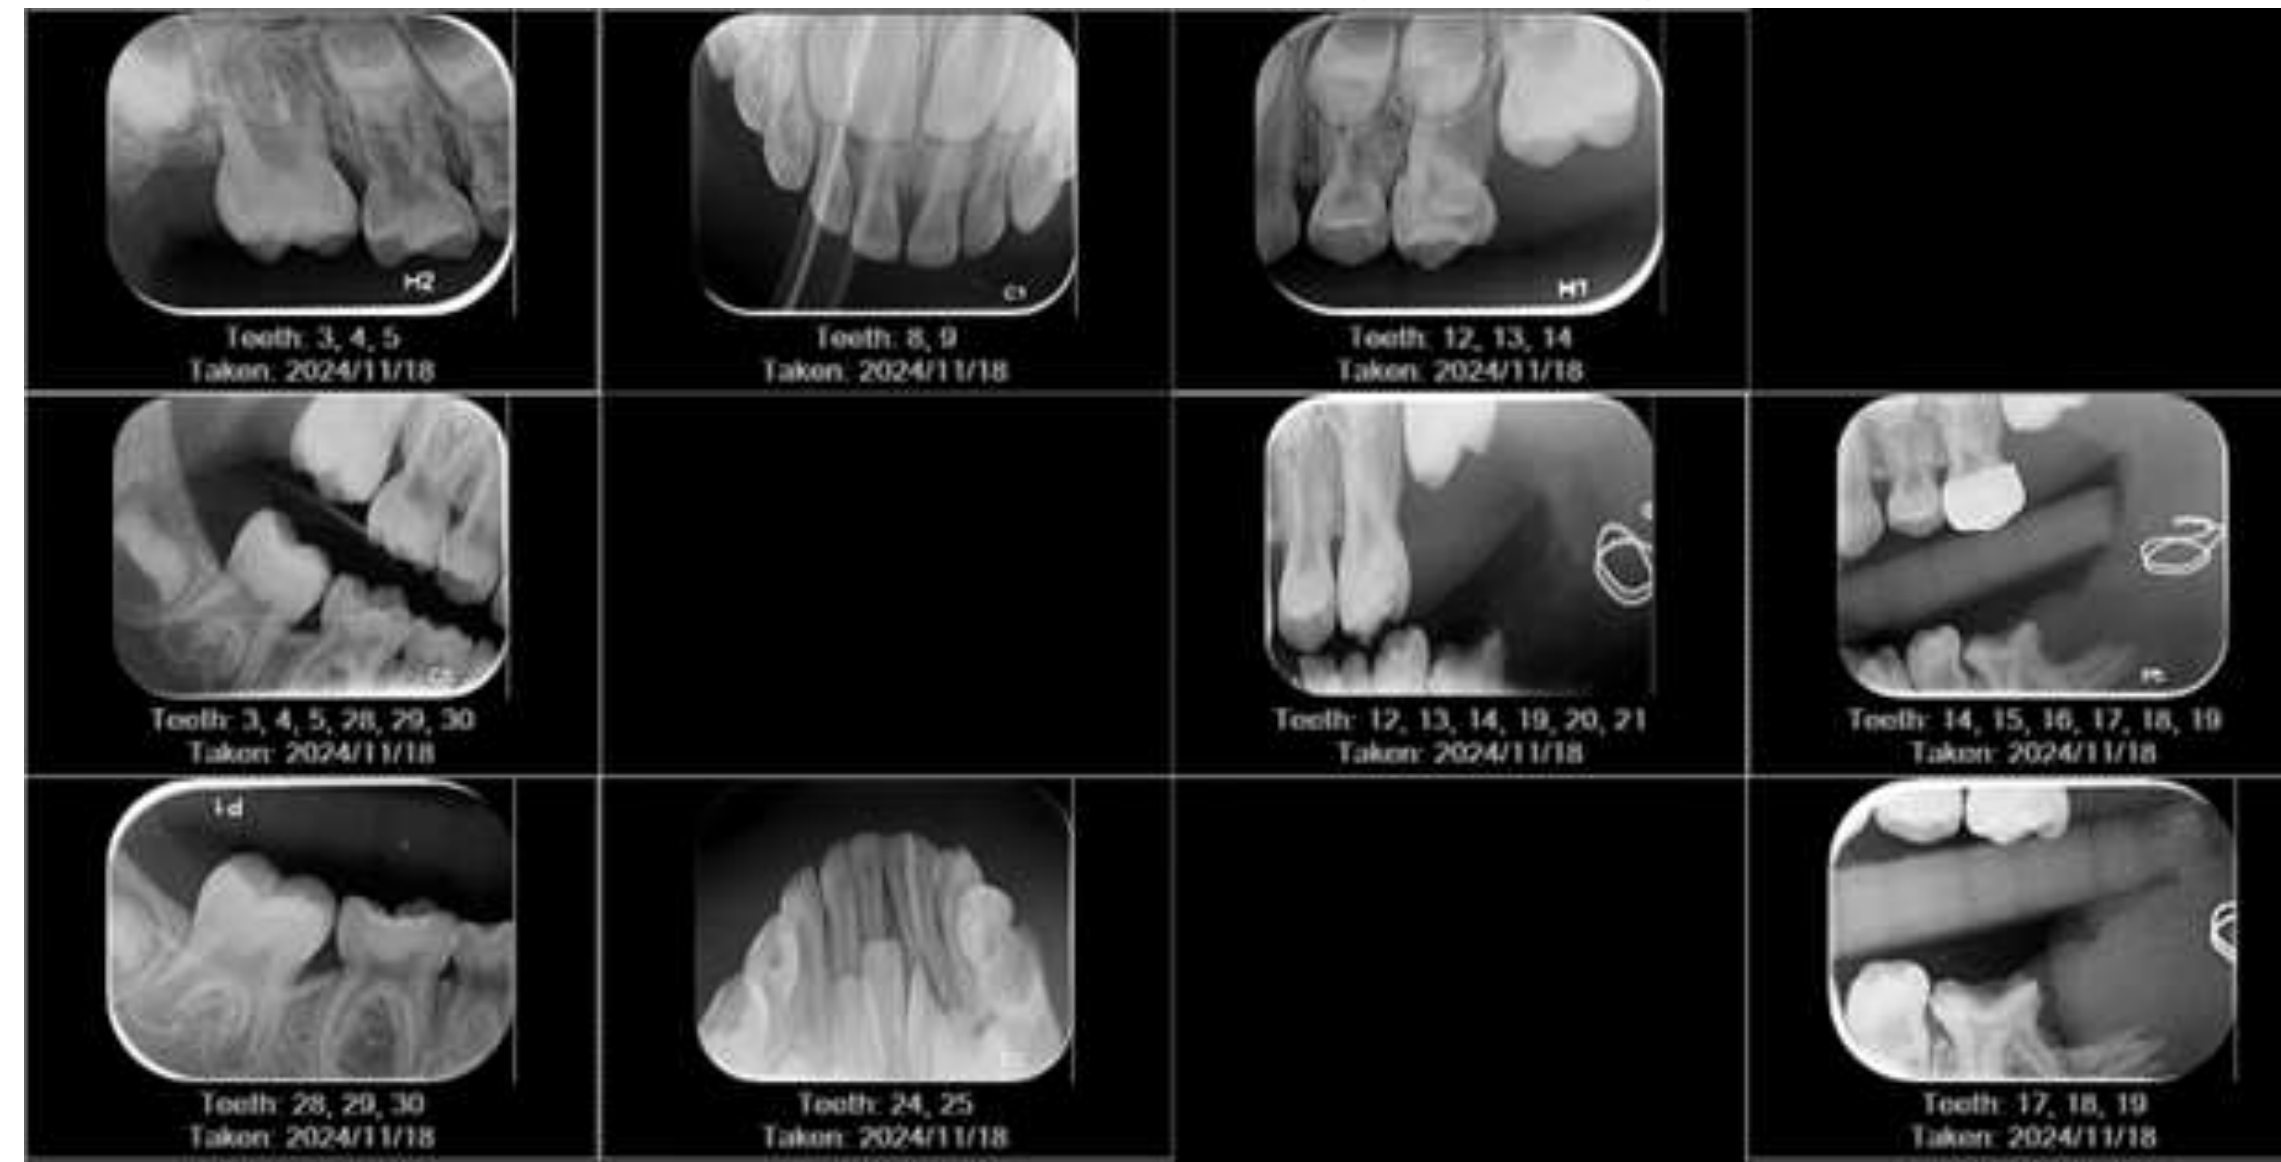 M2
C1
M1
Teeth: 3, 4, 5
Taken: 2024/11/18
Teeth: 8, 9
Taken: 2024/11/18
Teeth: 12, 13, 14
Taken: 2024/11/18
Teeth: 3, 4, 5, 28, 29, 30
Taken: 2024/11/18
Teeth: 12, 13, 14, 19, 20, 21
Taken: 2024/11/18
Teeth: 14, 15, 16, 17, 18, 19
Taken: 2024/11/18
P1
Teeth: 28, 29, 30
Taken: 2024/11/18
Teeth: 24, 25
Taken: 2024/11/18
Teeth: 17, 18, 19
Taken: 2024/11/18